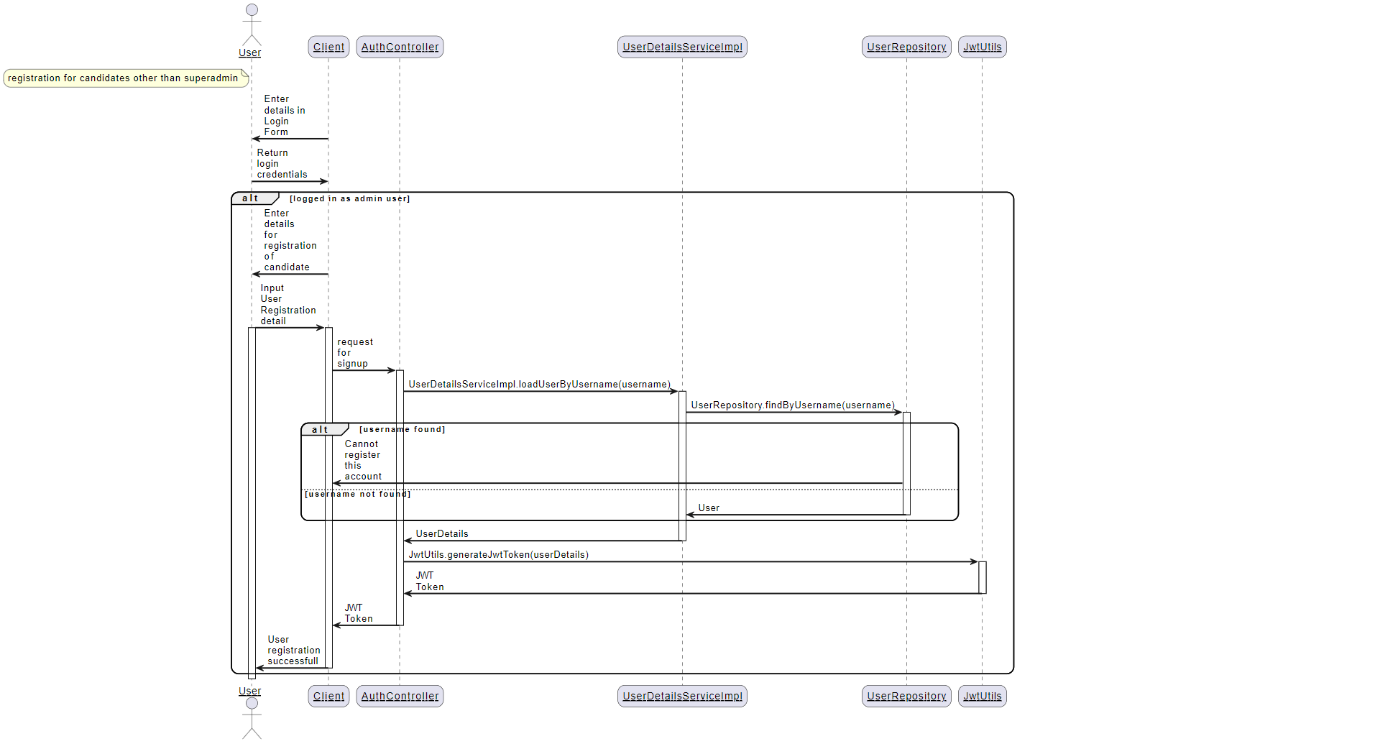 User
Client
AuthController
UserDetailsServiceImpl
UserRepository
JwtUtils
registration for candidates other than superadmin
Enter
details in
Login
Form
Return
login
credentials
alt
[logged in as admin user]
Enter
details
for
registration
of
candidate
Input
User
Registration
detail
request
for
signup
UserDetailsServiceImpl.loadUserByUsername(username)
UserRepository.findByUsername(username)
alt
[username found]
Cannot
register
this
account
[username not found]
User
UserDetails
JwtUtils.generateJwtToken(userDetails)
JWT
Token
JWT
Token
User
registration
successfull
User
Client
AuthController
UserDetailsServiceImpl
UserRepository
JwtUtils